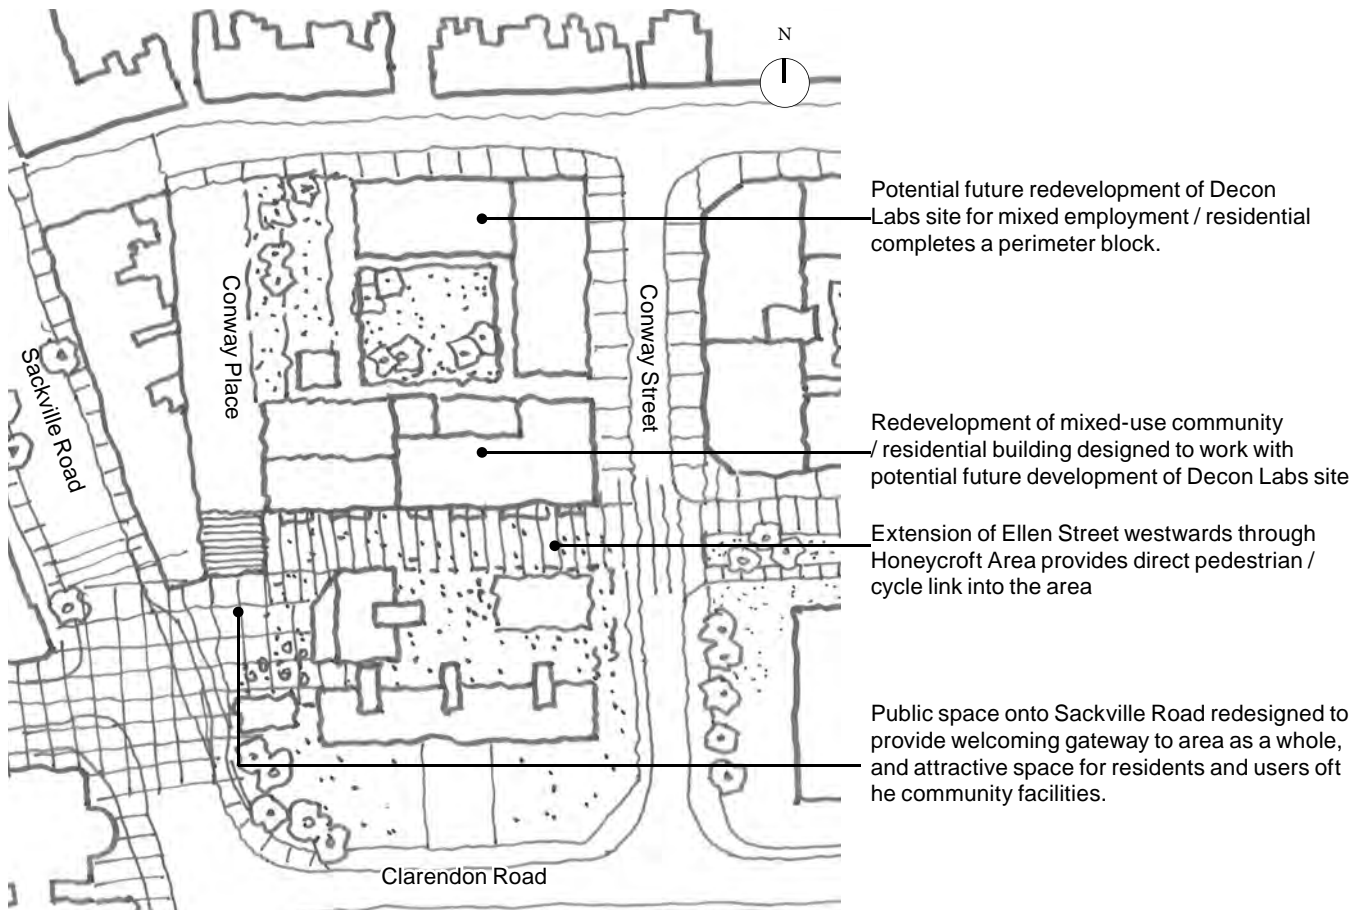 N
Potential future redevelopment of Decon
Labs site for mixed employment / residential
completes a perimeter block.
Conway Place
Conway Street
Sackville Road
Redevelopment of mixed-use community
/ residential building designed to work with
potential future development of Decon Labs site
Extension of Ellen Street westwards through
Honeycroft Area provides direct pedestrian /
cycle link into the area
Public space onto Sackville Road redesigned to
provide welcoming gateway to area as a whole,
and attractive space for residents and users oft
he community facilities.
Clarendon Road